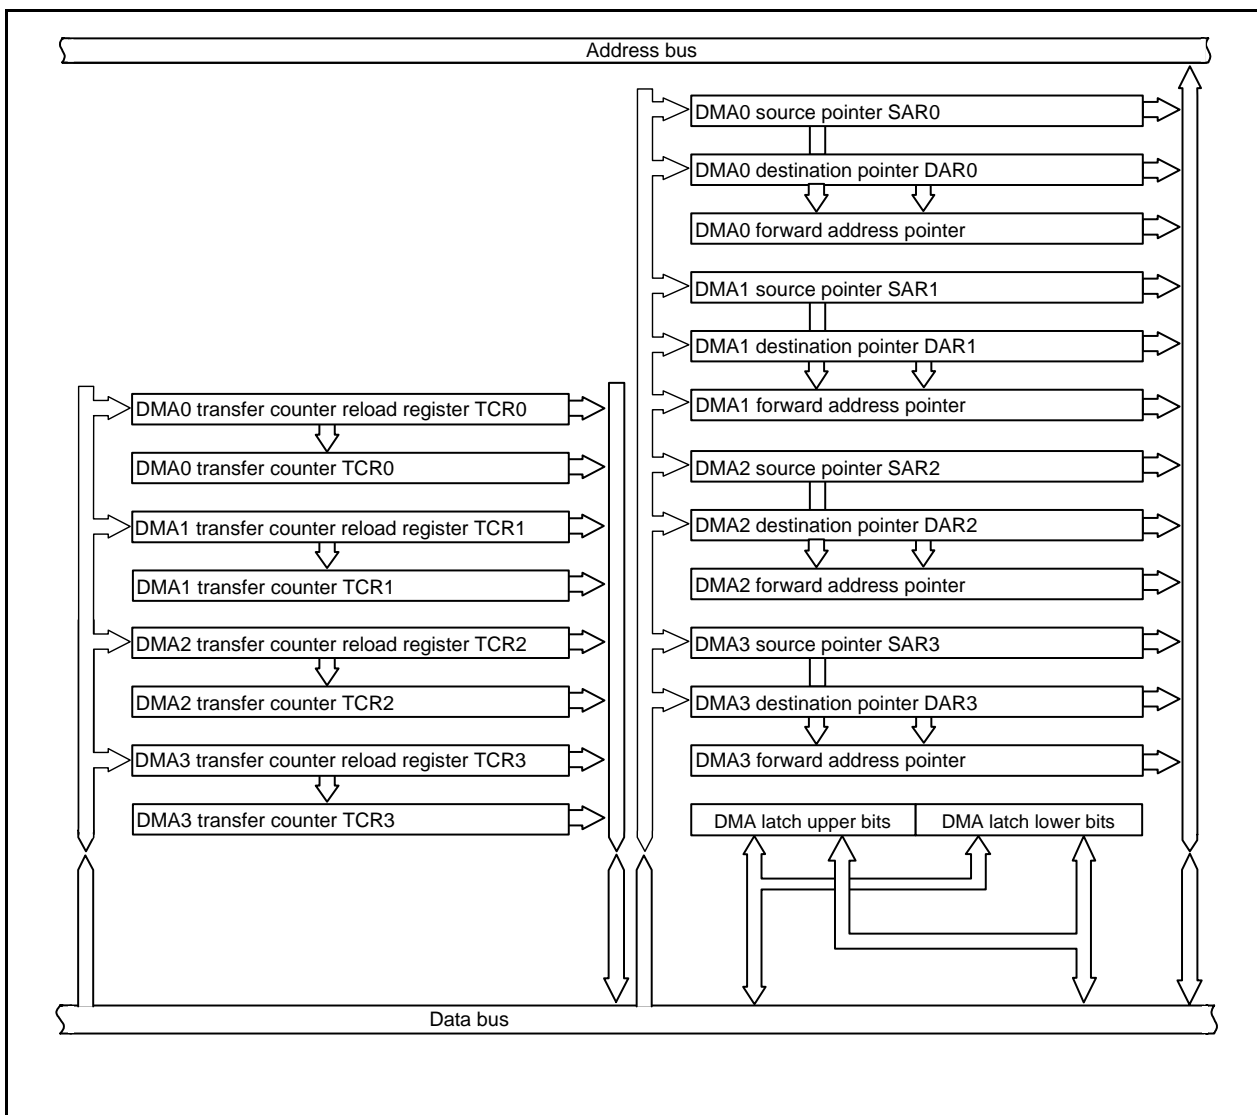 Address bus
DMA0 source pointer SAR0
DMA0 destination pointer DAR0
DMA0 forward address pointer
DMA1 source pointer SAR1
DMA1 destination pointer DAR1
DMA1 forward address pointer
DMA2 source pointer SAR2
DMA2 destination pointer DAR2
DMA2 forward address pointer
DMA3 source pointer SAR3
DMA3 destination pointer DAR3
DMA3 forward address pointer
DMA latch upper bits
DMA latch lower bits
DMA0 transfer counter reload register TCR0
DMA0 transfer counter TCR0
DMA1 transfer counter reload register TCR1
DMA1 transfer counter TCR1
DMA2 transfer counter reload register TCR2
DMA2 transfer counter TCR2
DMA3 transfer counter reload register TCR3
DMA3 transfer counter TCR3
Data bus